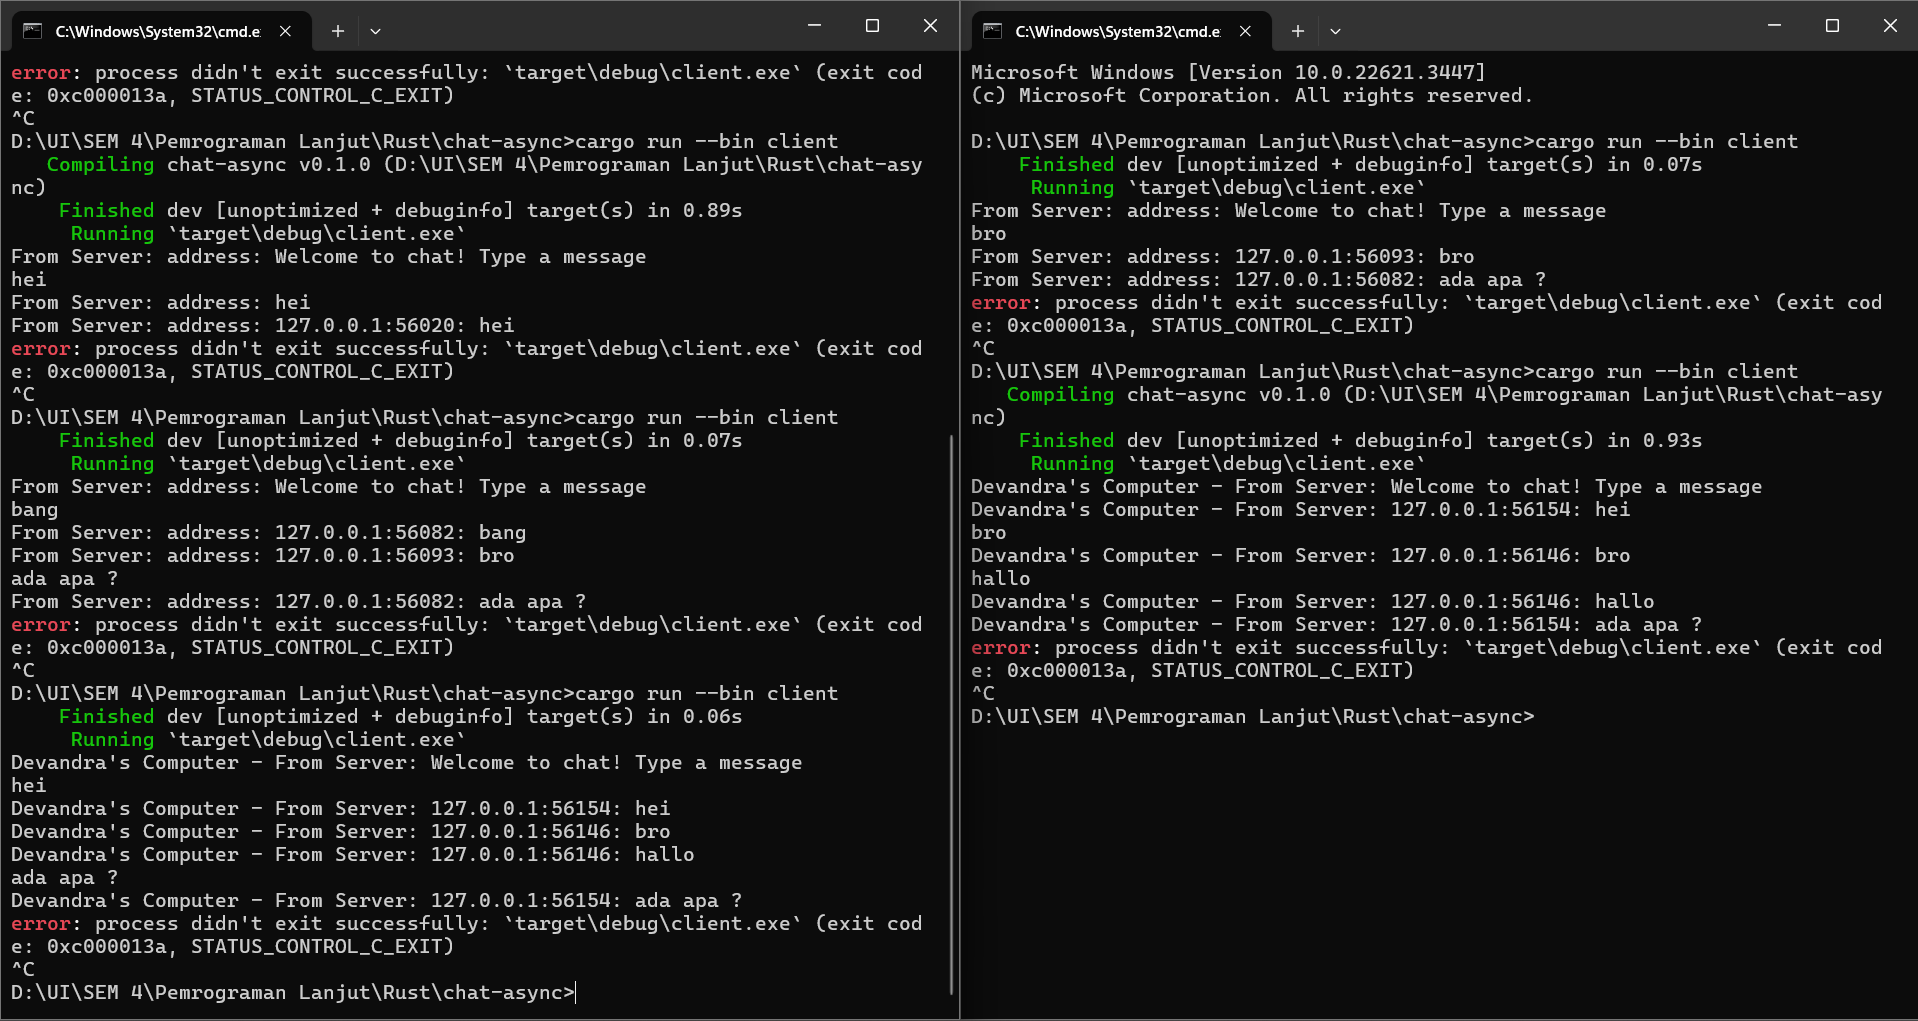 C:\Windows\System32\cmd.e
error: process didn't exit successfully: `target\debug\client.exe` (exit cod
e: 0xc000013a, STATUS_CONTROL_C_EXIT)
^C
D:\UI\SEM 4\Pemrograman Lanjut\Rust\chat-async>cargo run --bin client
   Compiling chat-async v0.1.0 (D:\UI\SEM 4\Pemrograman Lanjut\Rust\chat-asy
nc)
    Finished dev [unoptimized + debuginfo] target(s) in 0.89s
     Running `target\debug\client.exe`
From Server: address: Welcome to chat! Type a message
hei
From Server: address: hei
From Server: address: 127.0.0.1:56020: hei
error: process didn't exit successfully: `target\debug\client.exe` (exit cod
e: 0xc000013a, STATUS_CONTROL_C_EXIT)
^C
D:\UI\SEM 4\Pemrograman Lanjut\Rust\chat-async>cargo run --bin client
    Finished dev [unoptimized + debuginfo] target(s) in 0.07s
     Running `target\debug\client.exe`
From Server: address: Welcome to chat! Type a message
bang
From Server: address: 127.0.0.1:56082: bang
From Server: address: 127.0.0.1:56093: bro
ada apa ?
From Server: address: 127.0.0.1:56082: ada apa ?
error: process didn't exit successfully: `target\debug\client.exe` (exit cod
e: 0xc000013a, STATUS_CONTROL_C_EXIT)
^C
D:\UI\SEM 4\Pemrograman Lanjut\Rust\chat-async>cargo run --bin client
    Finished dev [unoptimized + debuginfo] target(s) in 0.06s
     Running `target\debug\client.exe`
Devandra's Computer - From Server: Welcome to chat! Type a message
hei
Devandra's Computer - From Server: 127.0.0.1:56154: hei
Devandra's Computer - From Server: 127.0.0.1:56146: bro
Devandra's Computer - From Server: 127.0.0.1:56146: hallo
ada apa ?
Devandra's Computer - From Server: 127.0.0.1:56154: ada apa ?
error: process didn't exit successfully: `target\debug\client.exe` (exit cod
e: 0xc000013a, STATUS_CONTROL_C_EXIT)
^C
D:\UI\SEM 4\Pemrograman Lanjut\Rust\chat-async>
C:\Windows\System32\cmd.e
Microsoft Windows [Version 10.0.22621.3447]
(c) Microsoft Corporation. All rights reserved.
D:\UI\SEM 4\Pemrograman Lanjut\Rust\chat-async>cargo run --bin client
    Finished dev [unoptimized + debuginfo] target(s) in 0.07s
     Running `target\debug\client.exe`
From Server: address: Welcome to chat! Type a message
bro
From Server: address: 127.0.0.1:56093: bro
From Server: address: 127.0.0.1:56082: ada apa ?
error: process didn't exit successfully: `target\debug\client.exe` (exit cod
e: 0xc000013a, STATUS_CONTROL_C_EXIT)
^C
D:\UI\SEM 4\Pemrograman Lanjut\Rust\chat-async>cargo run --bin client
   Compiling chat-async v0.1.0 (D:\UI\SEM 4\Pemrograman Lanjut\Rust\chat-asy
nc)
    Finished dev [unoptimized + debuginfo] target(s) in 0.93s
     Running `target\debug\client.exe`
Devandra's Computer - From Server: Welcome to chat! Type a message
Devandra's Computer - From Server: 127.0.0.1:56154: hei
bro
Devandra's Computer - From Server: 127.0.0.1:56146: bro
hallo
Devandra's Computer - From Server: 127.0.0.1:56146: hallo
Devandra's Computer - From Server: 127.0.0.1:56154: ada apa ?
error: process didn't exit successfully: `target\debug\client.exe` (exit cod
e: 0xc000013a, STATUS_CONTROL_C_EXIT)
^C
D:\UI\SEM 4\Pemrograman Lanjut\Rust\chat-async>